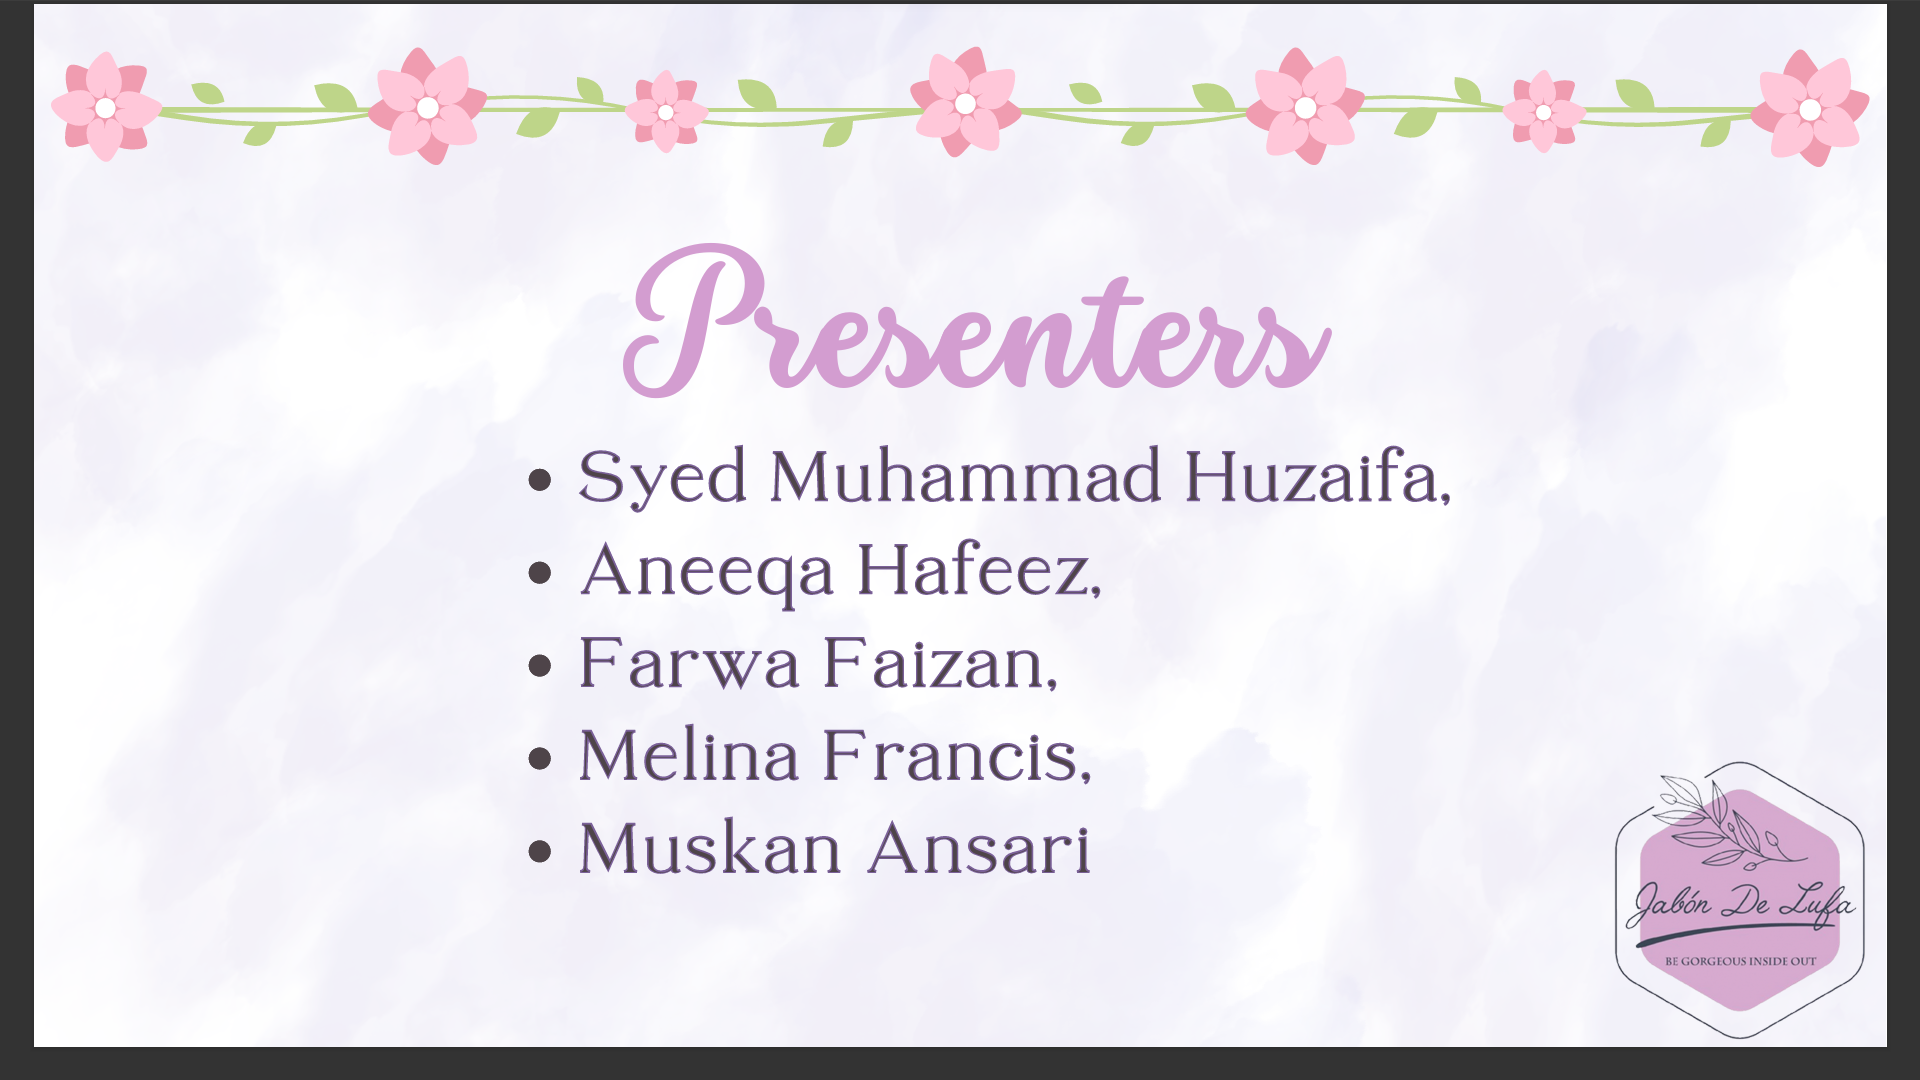 Presenters
Syed Muhammad Huzaifa,
Aneeqa Hafeez,
Farwa Faizan,
Melina Francis,
Muskan Ansari
Jabón De Lufa
BE GORGEOUS INSIDE OUT